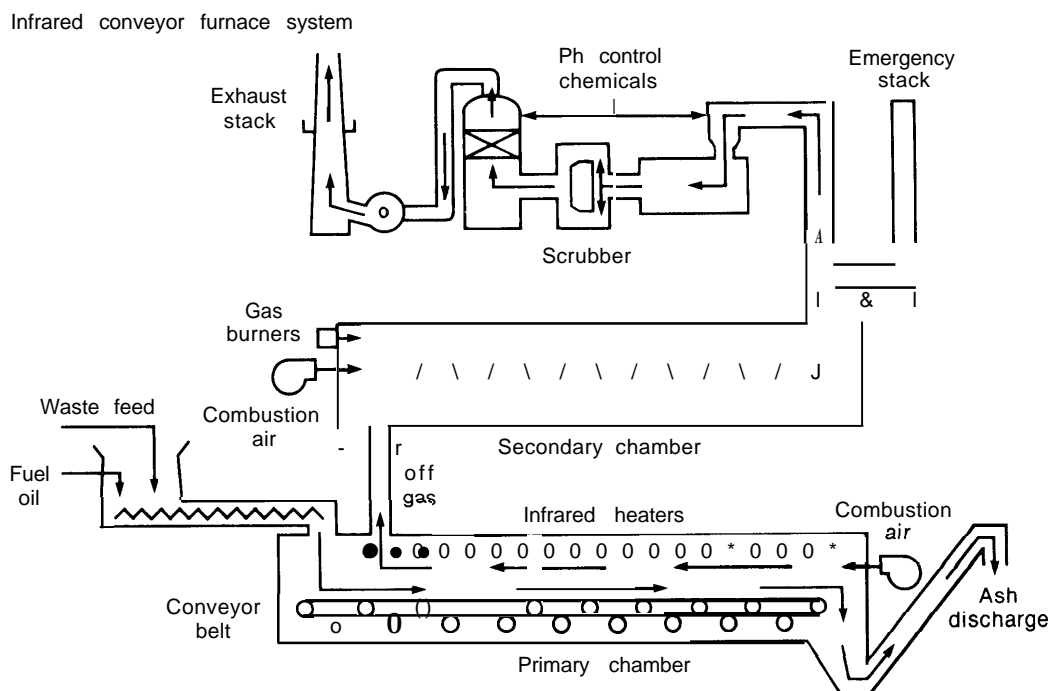 Infrared conveyor furnace system
Ph control
chemicals
Emergency
stack
Exhaust
stack
Scrubber
Gas
burners
Combustion
air
Waste feed
Fuel
oil
Secondary chamber
off
gas
Infrared heaters
Combustion
air
Conveyor
belt
Ash
discharge
Primary chamber